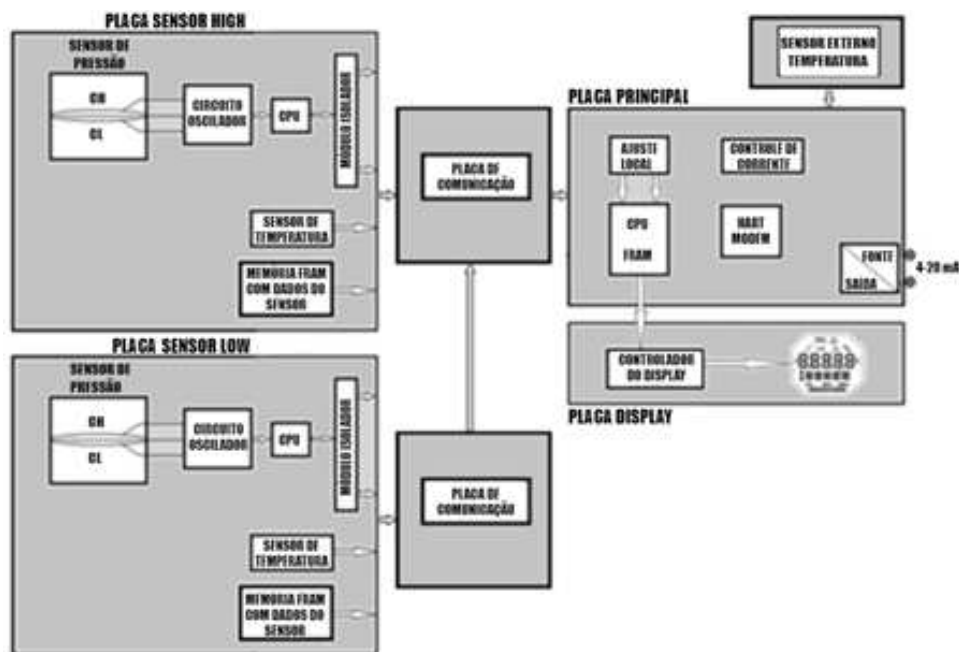 PLACA SENSOR HIGH
SENSOR DE
PRESSÃO
CH
CL
CIRCUITO
OSCILADOR
CPU
MÓDULO ISOLADOR
SENSOR DE
TEMPERATURA
MEMÓRIA FRAM
COM DADOS DO
SENSOR
PLACA DE
COMUNICAÇÃO
SENSOR EXTERNO
TEMPERATURA
PLACA PRINCIPAL
AJUSTE
LOCAL
CONTROLE DE
CORRENTE
CPU
FRAM
HART
MODEM
FONTE
SAÍDA
4-20 mA
CONTROLADOR
DO DISPLAY
PLACA DISPLAY
PLACA SENSOR LOW
SENSOR DE
PRESSÃO
CH
CL
CIRCUITO
OSCILADOR
CPU
MÓDULO ISOLADOR
SENSOR DE
TEMPERATURA
MEMÓRIA FRAM
COM DADOS DO
SENSOR
PLACA DE
COMUNICAÇÃO